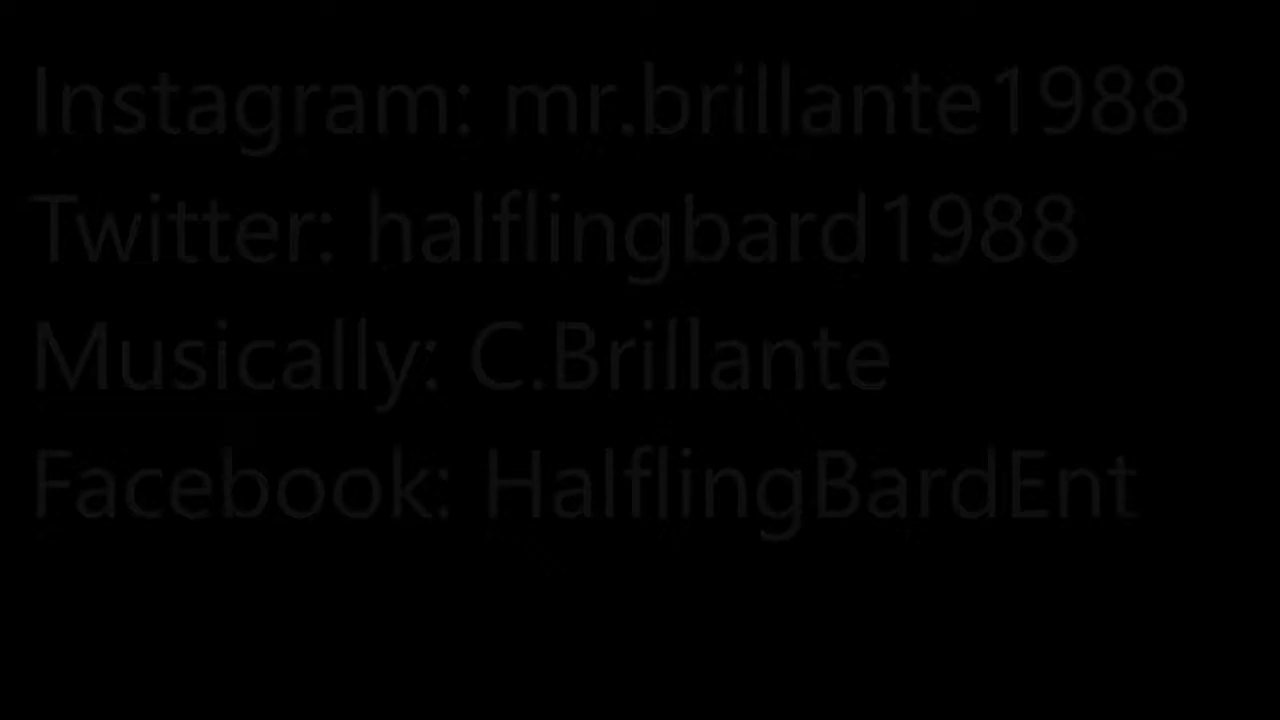 Instagram: mr.brillante1988
Twitter: halflingbard1988
Musically: C.Brillante
Facebook: HalflingBardEnt